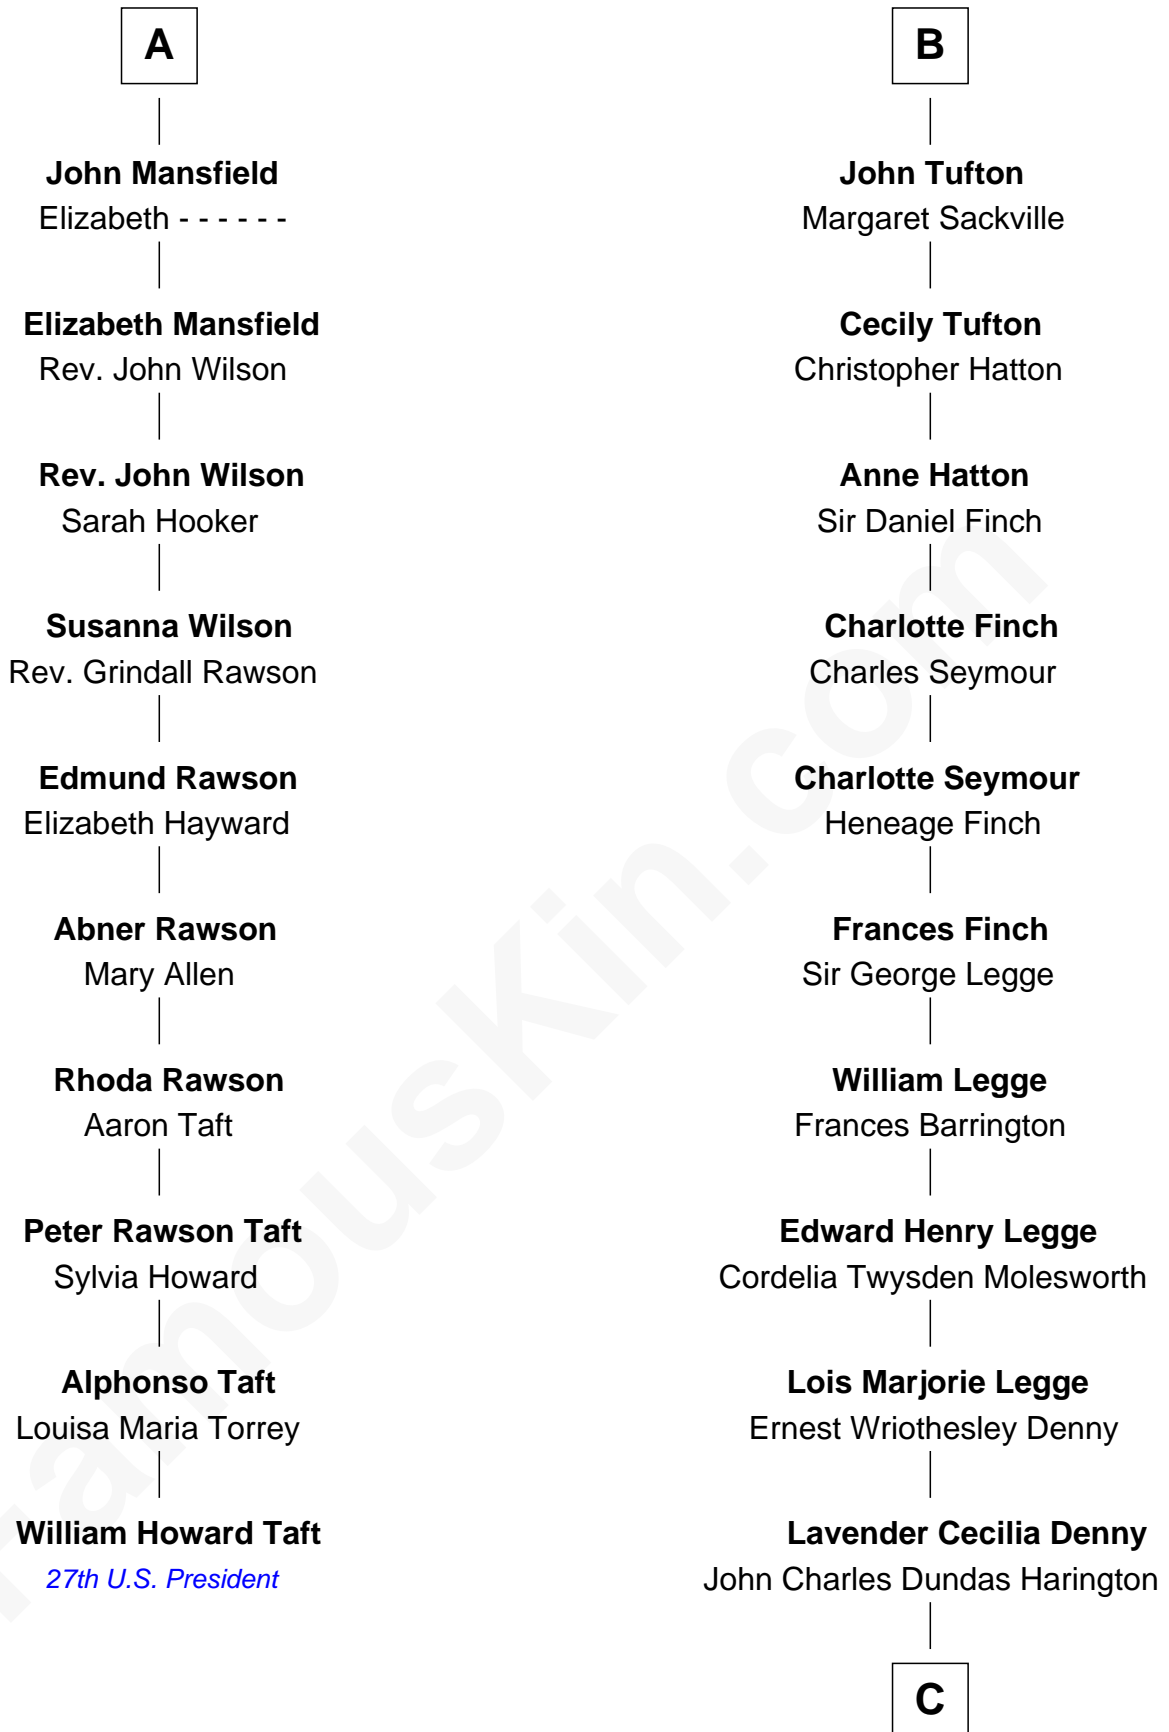 A
John Mansfield
Elizabeth - - - - - -
Elizabeth Mansfield
Rev. John Wilson
Rev. John Wilson
Sarah Hooker
Susanna Wilson
Rev. Grindall Rawson
Edmund Rawson
Elizabeth Hayward
Abner Rawson
Mary Allen
Rhoda Rawson
Aaron Taft
Peter Rawson Taft
Sylvia Howard
Alphonso Taft
Louisa Maria Torrey
William Howard Taft
27th U.S. President
B
John Tufton
Margaret Sackville
Cecily Tufton
Christopher Hatton
Anne Hatton
Sir Daniel Finch
Charlotte Finch
Charles Seymour
Charlotte Seymour
Heneage Finch
Frances Finch
Sir George Legge
William Legge
Frances Barrington
Edward Henry Legge
Cordelia Twysden Molesworth
Lois Marjorie Legge
Ernest Wriothesley Denny
Lavender Cecilia Denny
John Charles Dundas Harington
C
FamousKin.com